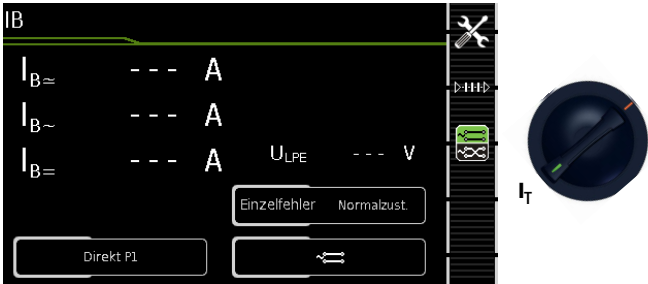 IB
IB≃ --- A
IB~ --- A
IB= --- A
ULPE --- V
Einzelfehler Normalzust.
Direkt P1
IT